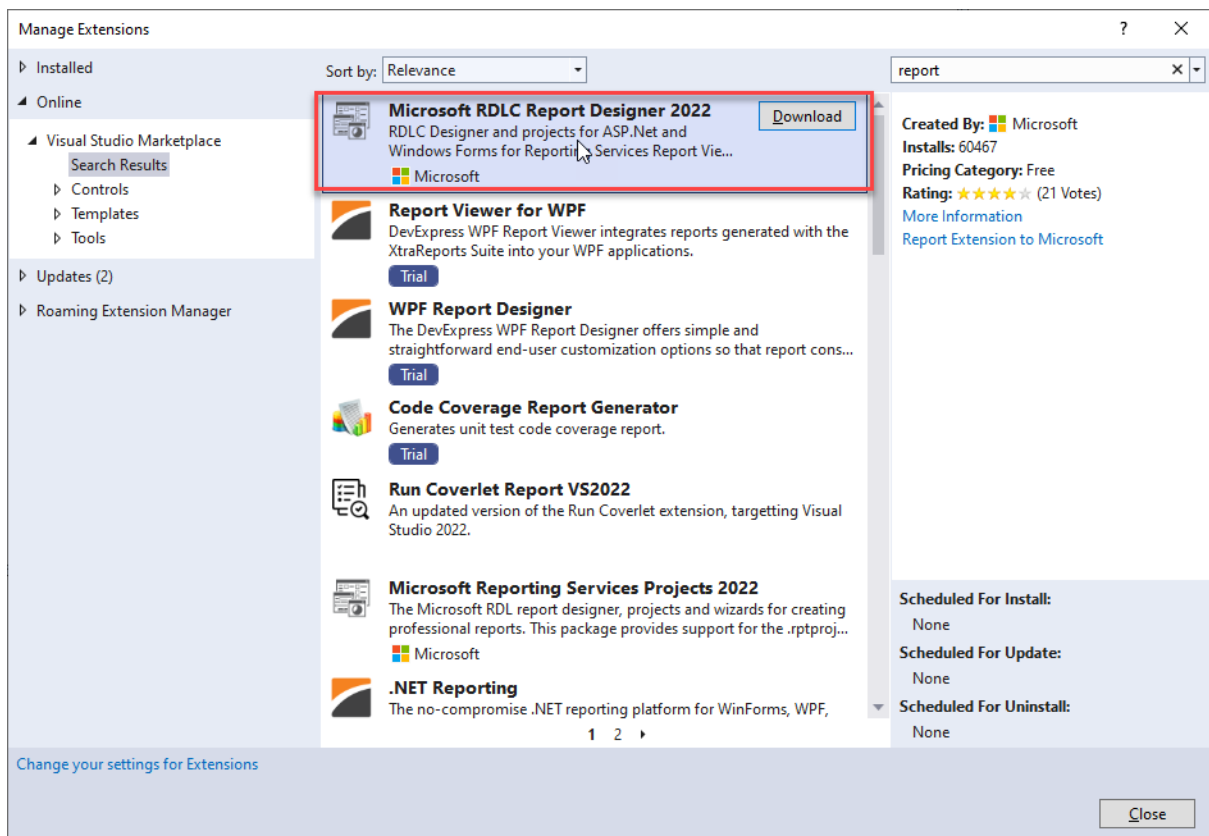 Manage Extensions
?
Installed
Online
Visual Studio Marketplace
Search Results
Controls
Templates
Tools
Updates (2)
Roaming Extension Manager
Sort by: Relevance
Microsoft RDLC Report Designer 2022
Download
RDLC Designer and projects for ASP.Net and
Windows Forms for Reporting Services Report Vie...
Microsoft
Report Viewer for WPF
DevExpress WPF Report Viewer integrates reports generated with the
XtraReports Suite into your WPF applications.
Trial
WPF Report Designer
The DevExpress WPF Report Designer offers simple and
straightforward end-user customization options so that report cons...
Trial
Code Coverage Report Generator
Generates unit test code coverage report.
Trial
Run Coverlet Report VS2022
An updated version of the Run Coverlet extension, targetting Visual
Studio 2022.
Microsoft Reporting Services Projects 2022
The Microsoft RDL report designer, projects and wizards for creating
professional reports. This package provides support for the .rptproj...
Microsoft
.NET Reporting
The no-compromise .NET reporting platform for WinForms, WPF,
1 2
report
Created By: Microsoft
Installs: 60467
Pricing Category: Free
Rating: (21 Votes)
More Information
Report Extension to Microsoft
Scheduled For Install:
None
Scheduled For Update:
None
Scheduled For Uninstall:
None
Change your settings for Extensions
Close